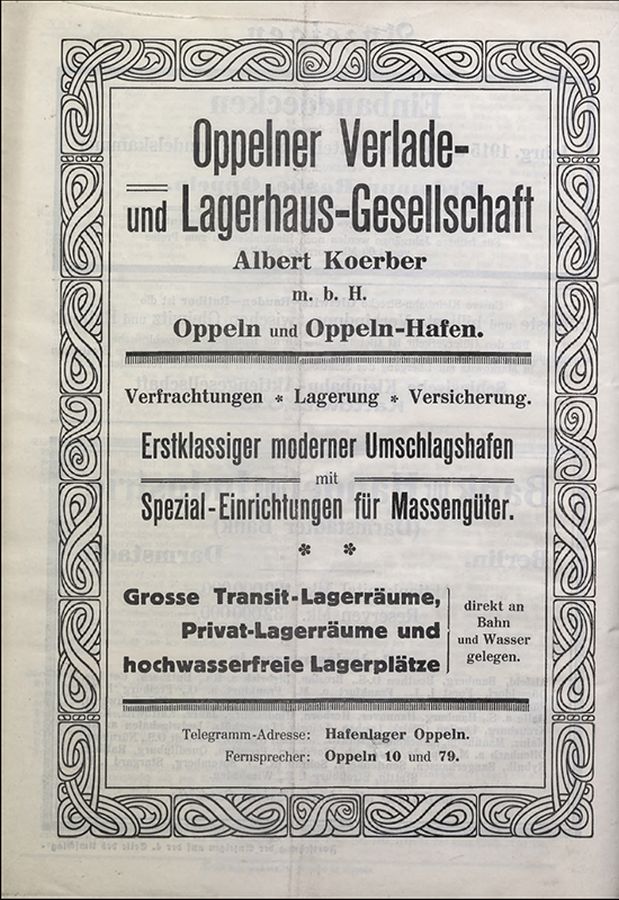 Oppelner Verlade-
und Lagerhaus-Gesellschaft
Albert Koerber
m. b. H.
Oppeln und Oppeln-Hafen.
Verfrachtungen * Lagerung * Versicherung.
Erstklassiger moderner Umschlagshafen
mit
Spezial-Einrichtungen für Massengüter.
* *
Grosse Transit-Lagerräume,
Privat-Lagerräume und
hochwasserfreie Lagerplätze
direkt an
Bahn
und Wasser
gelegen.
Telegramm-Adresse: Hafenlager Oppeln.
Fernsprecher: Oppeln 10 und 79.